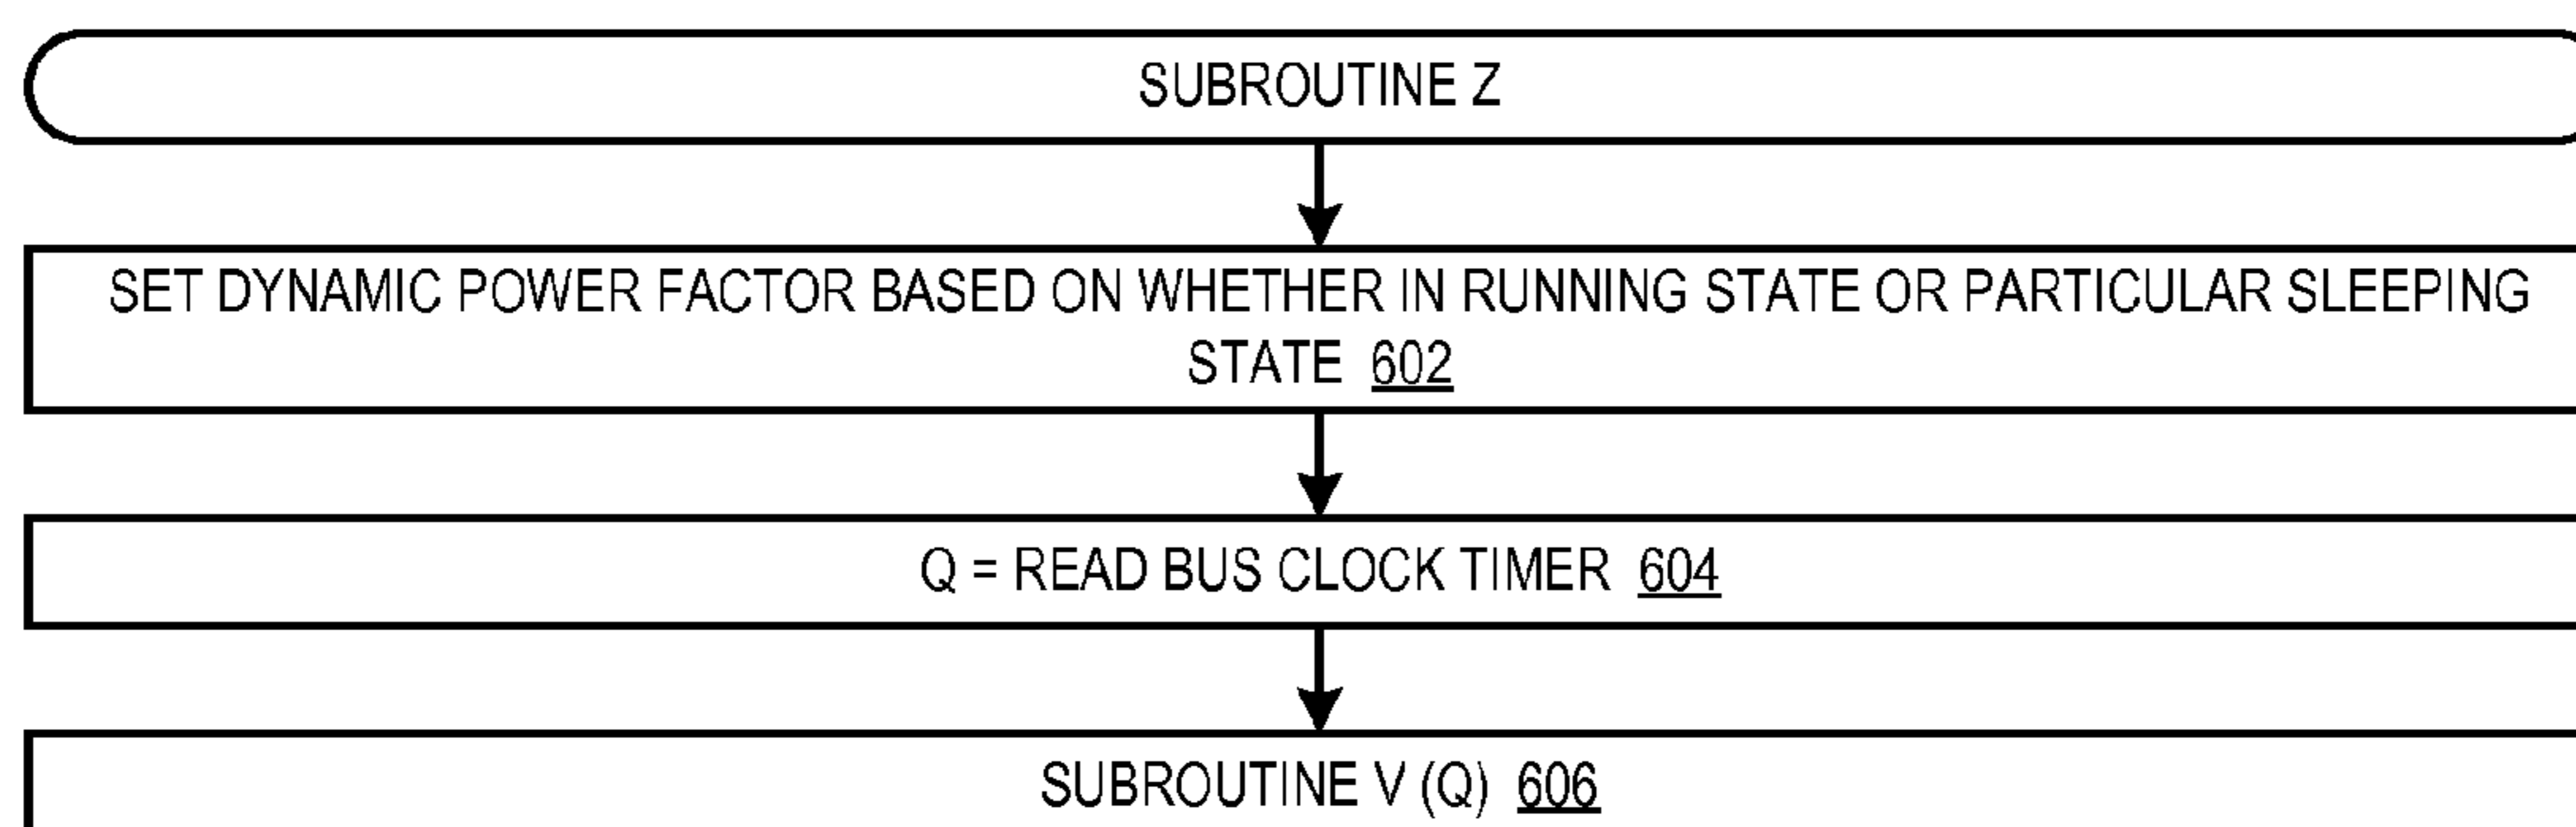 SUBROUTINE Z
SET DYNAMIC POWER FACTOR BASED ON WHETHER IN RUNNING STATE OR PARTICULAR SLEEPING
STATE 602
Q = READ BUS CLOCK TIMER 604
SUBROUTINE V (Q) 606